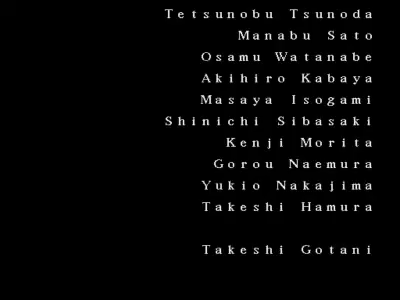 Tetsunobu Tsunoda
Manabu Sato
Osamu Watanabe
Akihiro Kabaya
Masaya Isogami
Shinichi Sibasaki
Kenji Morita
Gorou Naemura
Yukio Nakajima
Takeshi Hamura
Takeshi Gotani